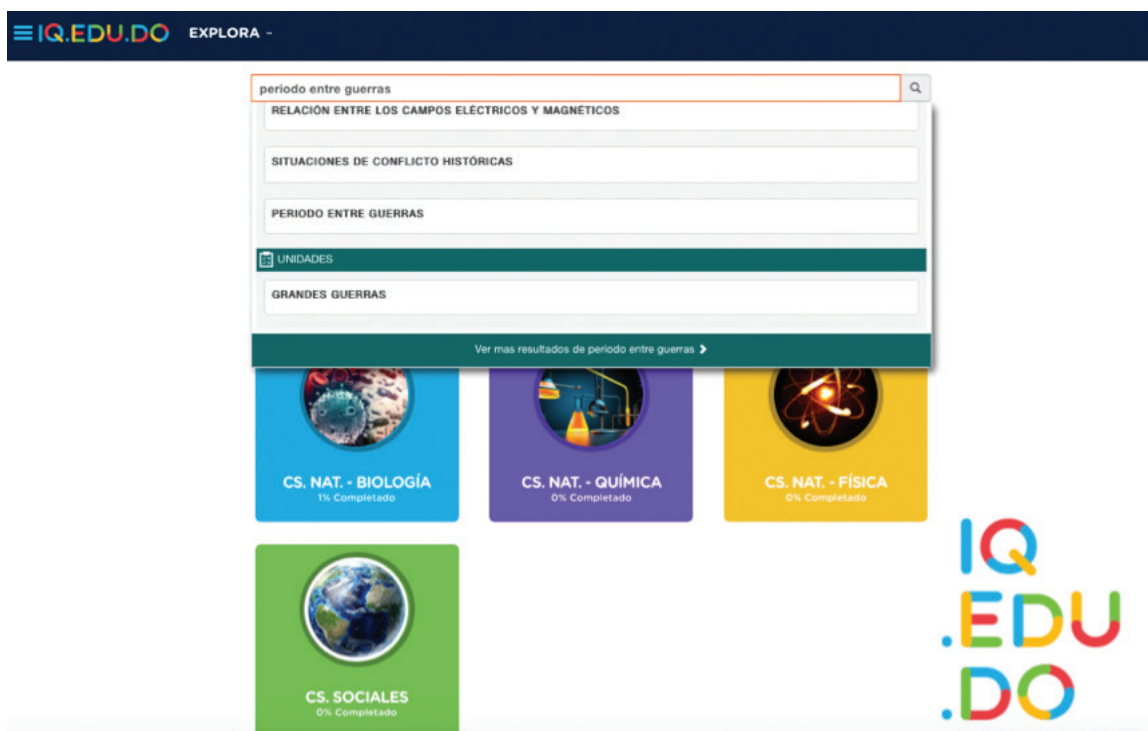 IQ.EDU.DO EXPLORA
periodo entre guerras
RELACIÓN ENTRE LOS CAMPOS ELÉCTRICOS Y MAGNÉTICOS
SITUACIONES DE CONFLICTO HISTÓRICAS
PERIODO ENTRE GUERRAS
UNIDADES
GRANDES GUERRAS
Ver mas resultados de periodo entre guerras
CS. NAT. - BIOLOGÍA
1% Completado
CS. NAT. - QUÍMICA
0% Completado
CS. NAT. - FÍSICA
0% Completado
CS. SOCIALES
0% Completado
IQ
.EDU
.DO